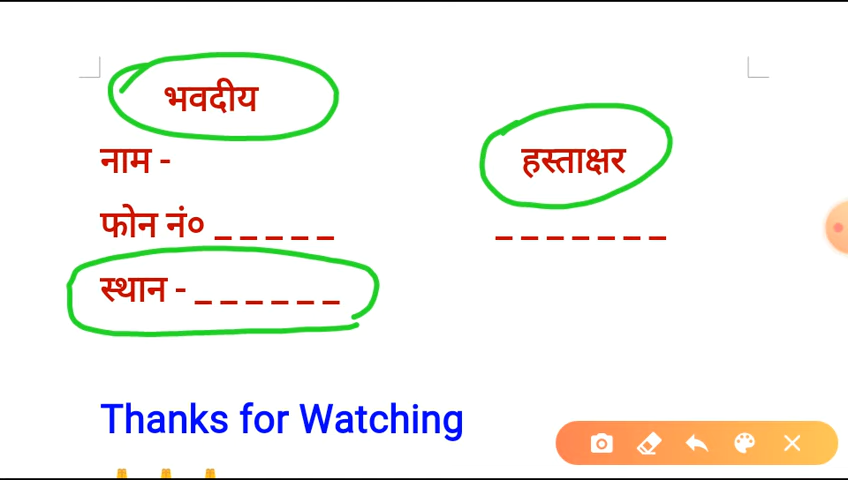 भवदीय
नाम -
हस्ताक्षर
फोन नं० _ _ _ _ _
_ _ _ _ _ _ _
स्थान - _ _ _ _ _ _
Thanks for Watching